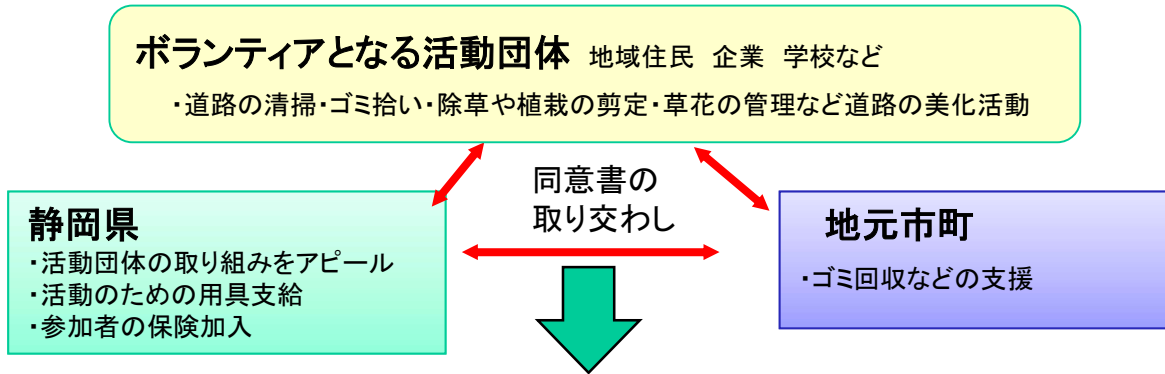 ボランティアとなる活動団体 地域住民 企業 学校など
・道路の清掃・ゴミ拾い・除草や植栽の剪定・草花の管理など道路の美化活動
同意書の
取り交わし
静岡県
・活動団体の取り組みをアピール
・活動のための用具支給
・参加者の保険加入
地元市町
・ゴミ回収などの支援